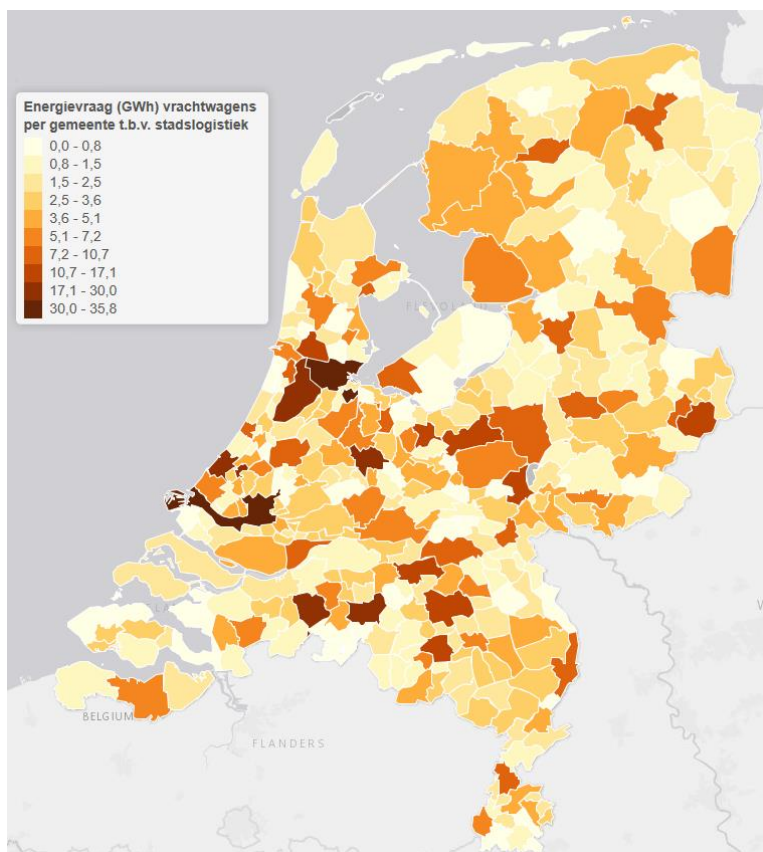 Energievraag (GWh) vrachtwagens
per gemeente t.b.v. stadslogistiek
0,0 - 0,8
0,8 - 1,5
1,5 - 2,5
2,5 - 3,6
3,6 - 5,1
5,1 - 7,2
7,2 - 10,7
10,7 - 17,1
17,1 - 30,0
30,0 - 35,8
BELGIUM
FLANDERS